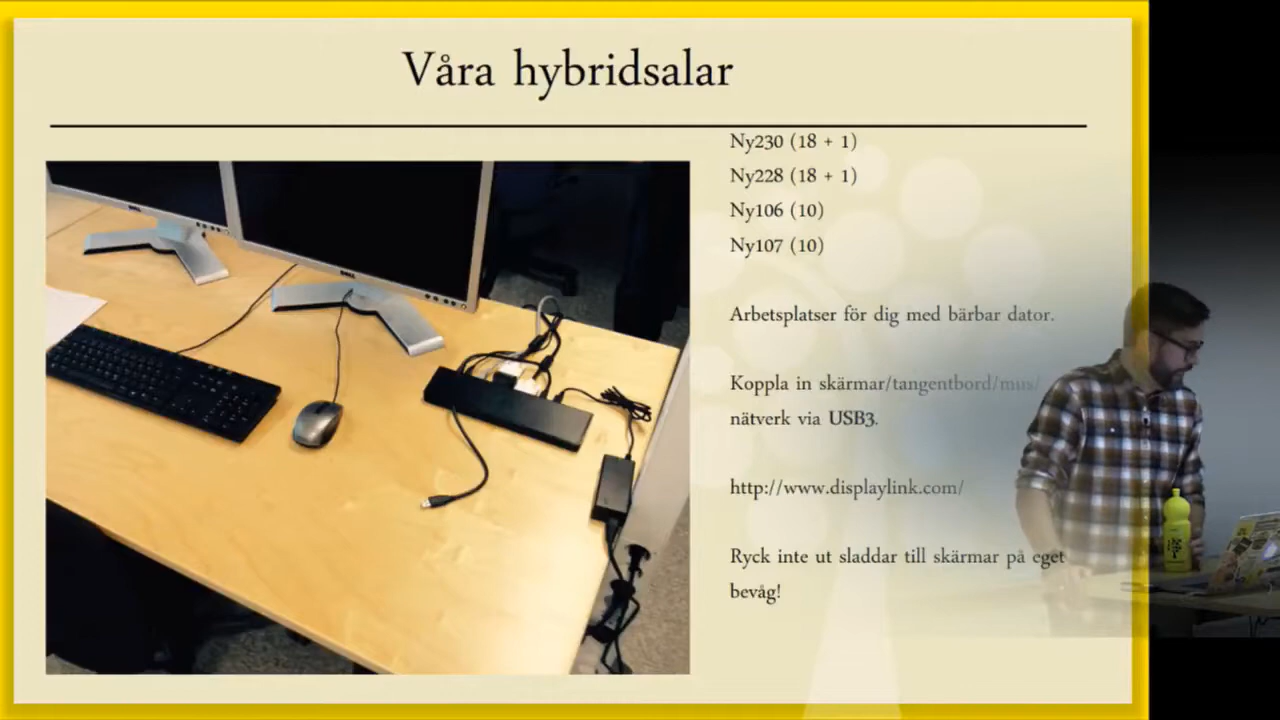 Våra hybridsalar
Ny230 (18 + 1)
Ny228 (18 + 1)
Ny106 (10)
Ny107 (10)
Arbetsplatser för dig med bärbar dator.
Koppla in skärmar/tangentbord/mus/
nätverk via USB3.
http://www.displaylink.com/
Ryck inte ut sladdar till skärmar på eget
bevåg!
DELL